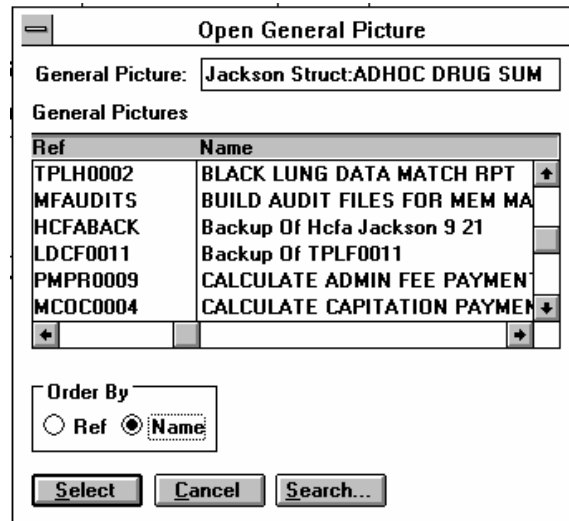 Open General Picture
General Picture: Jackson Struct:ADHOC DRUG SUM
General Pictures
Ref Name
TPLH0002 BLACK LUNG DATA MATCH RPT
MFAUDITS BUILD AUDIT FILES FOR MEM MA
HCFABACK Backup Of Hcfa Jackson 9 21
LDCF0011 Backup Of TPLF0011
PMPR0009 CALCULATE ADMIN FEE PAYMENT
MCOC0004 CALCULATE CAPITATION PAYMEN
Order By
Ref Name
Select Cancel Search...